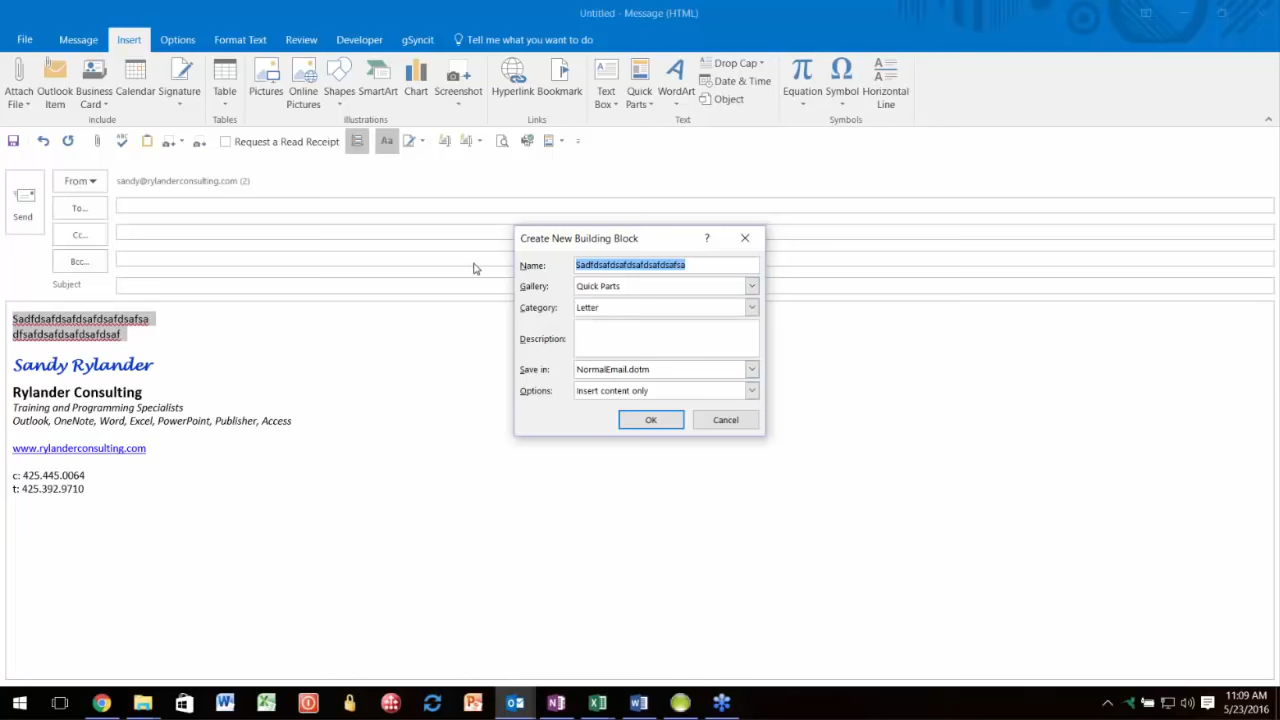 Untitled - Message (HTML)
File Message Insert Options Format Text Review Developer gSyncit Tell me what you want to do
Attach File Outlook Item Business Card Calendar Signature Table Pictures Online Pictures Shapes SmartArt Chart Screenshot Hyperlink Bookmark Text Box Quick Parts WordArt Drop Cap Date & Time Object Equation Symbol Horizontal Line
Include Tables Illustrations Links Text Symbols
Request a Read Receipt Aa
From sandy@rylanderconsulting.com (2)
Send
To...
Cc...
Bcc...
Subject
Create New Building Block ?
Name: Sadfdsafdsafdsafdsafdsafsa
Gallery: Quick Parts
Category: Letter
Description:
Save in: NormalEmail.dotm
Options: Insert content only
OK Cancel
Sadfdsafdsafdsafdsafdsafsa
dfsafdsafdsafdsafdsaf
Sandy Rylander
Rylander Consulting
Training and Programming Specialists
Outlook, OneNote, Word, Excel, PowerPoint, Publisher, Access
www.rylanderconsulting.com
c: 425.445.0064
t: 425.392.9710
11:09 AM
5/23/2016